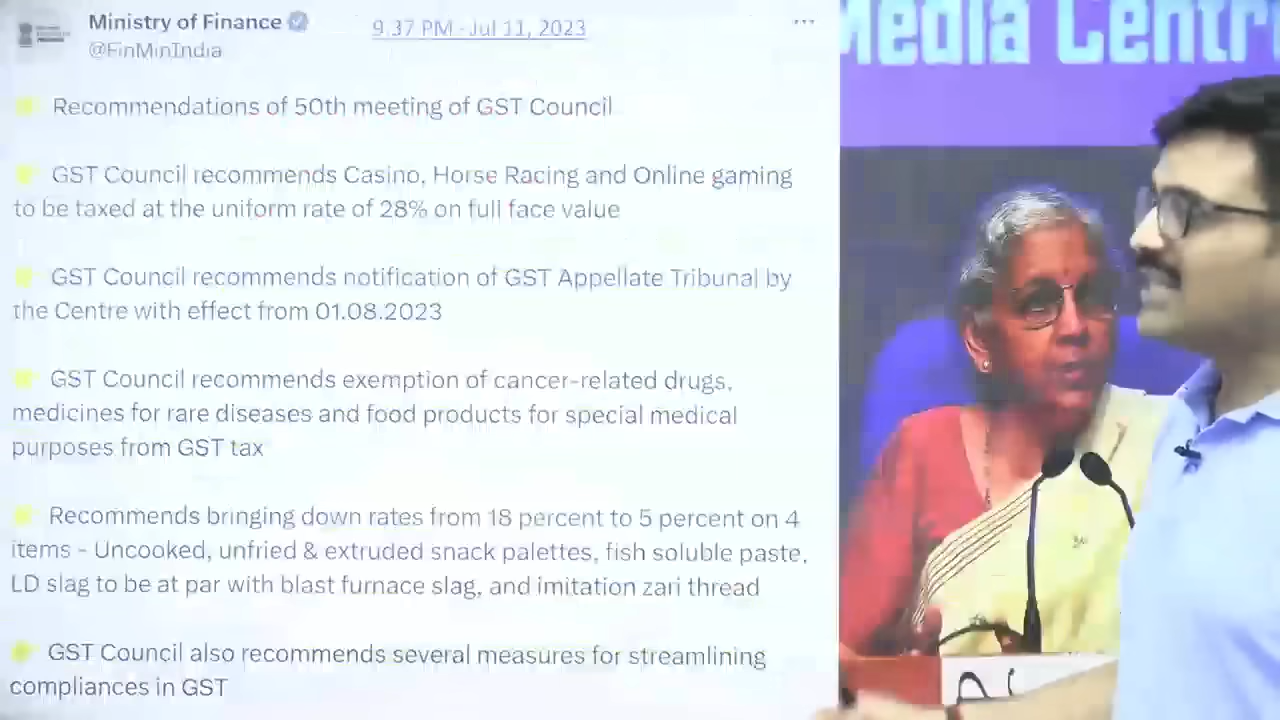 Ministry of Finance
9.37 PM - Jul 11, 2023
@FinMinIndia
Recommendations of 50th meeting of GST Council
GST Council recommends Casino, Horse Racing and Online gaming
to be taxed at the uniform rate of 28% on full face value
GST Council recommends notification of GST Appellate Tribunal by
the Centre with effect from 01.08.2023
GST Council recommends exemption of cancer-related drugs,
medicines for rare diseases and food products for special medical
purposes from GST tax
Recommends bringing down rates from 18 percent to 5 percent on 4
items - Uncooked, unfried & extruded snack palettes, fish soluble paste,
LD slag to be at par with blast furnace slag, and imitation zari thread
GST Council also recommends several measures for streamlining
compliances in GST
Media Centr